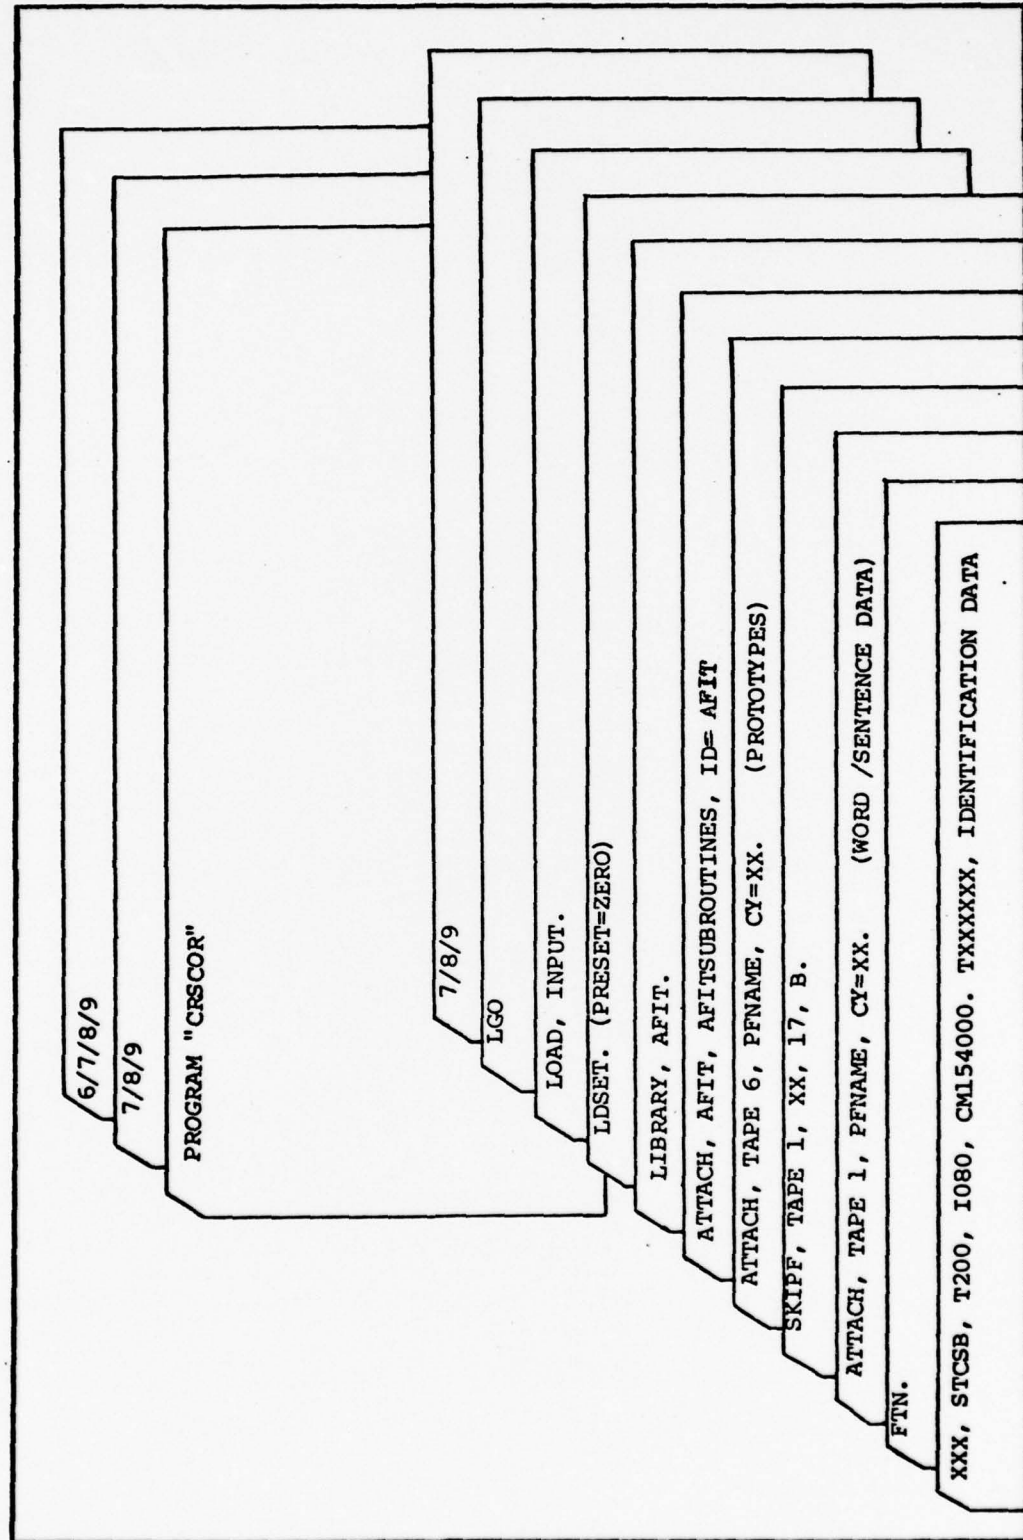 6/7/8/9
7/8/9
PROGRAM "CRSCOR"
7/8/9
LGO
LOAD, INPUT.
LDSET. (PRESET=ZERO)
LIBRARY, AFIT.
ATTACH, AFIT, AFITSUBROUTINES, ID= AFIT
ATTACH, TAPE 6, PFNAME, CY=XX. (PROTOTYPES)
SKIPF, TAPE 1, XX, 17, B.
ATTACH, TAPE 1, PFNAME, CY=XX. (WORD /SENTENCE DATA)
FTN.
XXX, STCSB, T200, IO80, CM154000. TXXXXXX, IDENTIFICATION DATA